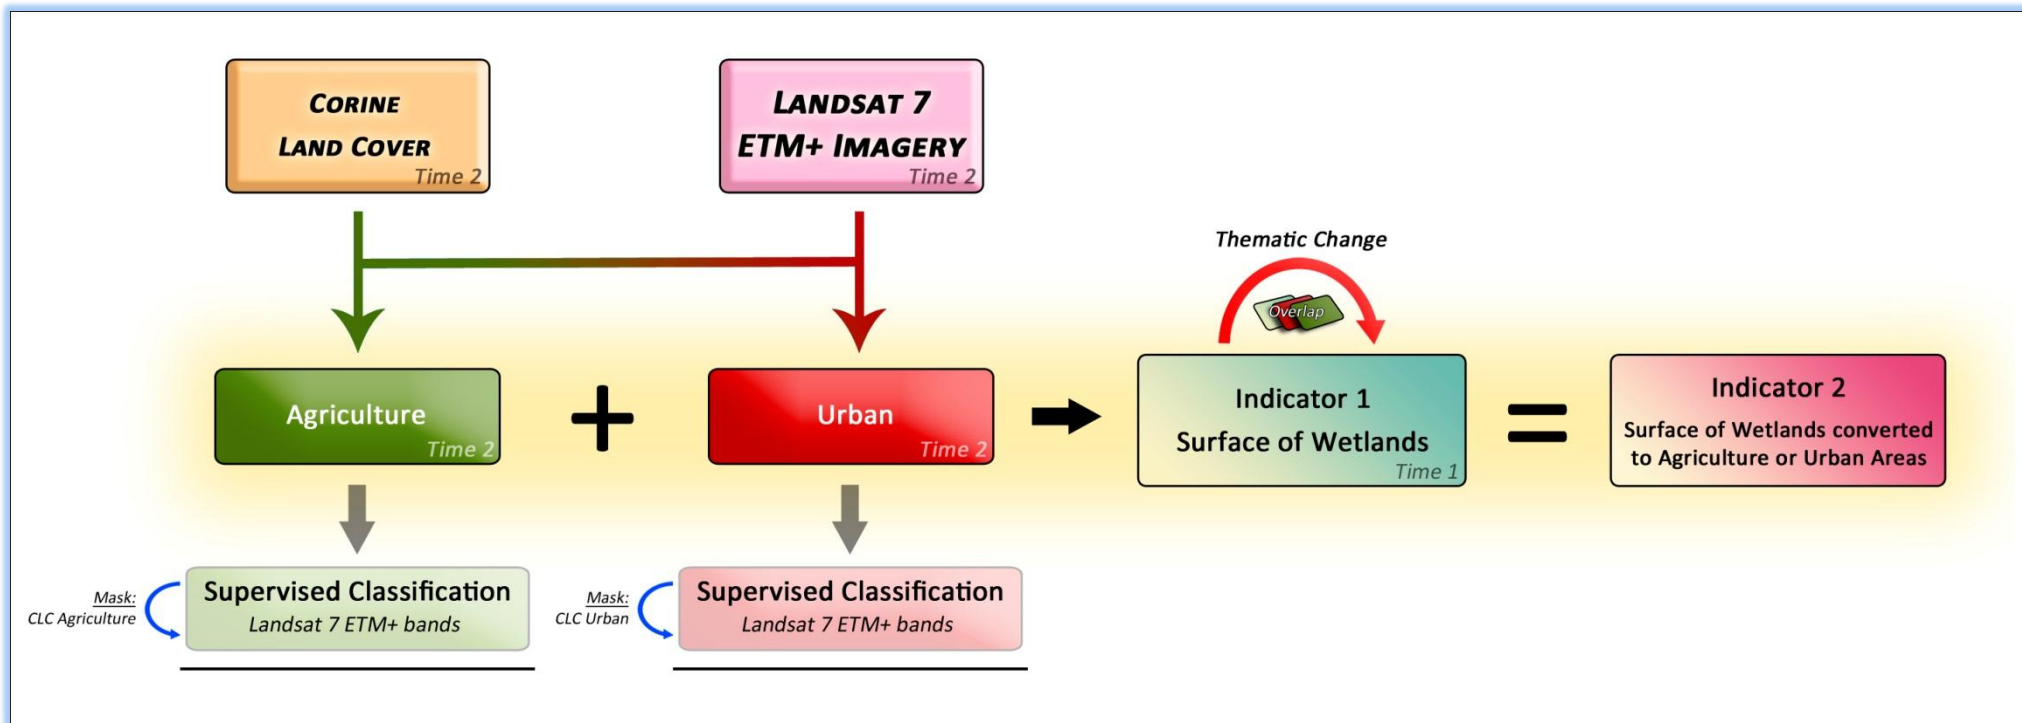 CORINE
LAND COVER
Time 2
LANDSAT 7
ETM+ IMAGERY
Time 2
Thematic Change
Overlap
Agriculture
Time 2
+
Urban
Time 2
Indicator 1
Surface of Wetlands
Time 1
=
Indicator 2
Surface of Wetlands converted
to Agriculture or Urban Areas
Mask:
CLC Agriculture
Supervised Classification
Landsat 7 ETM+ bands
Mask:
CLC Urban
Supervised Classification
Landsat 7 ETM+ bands